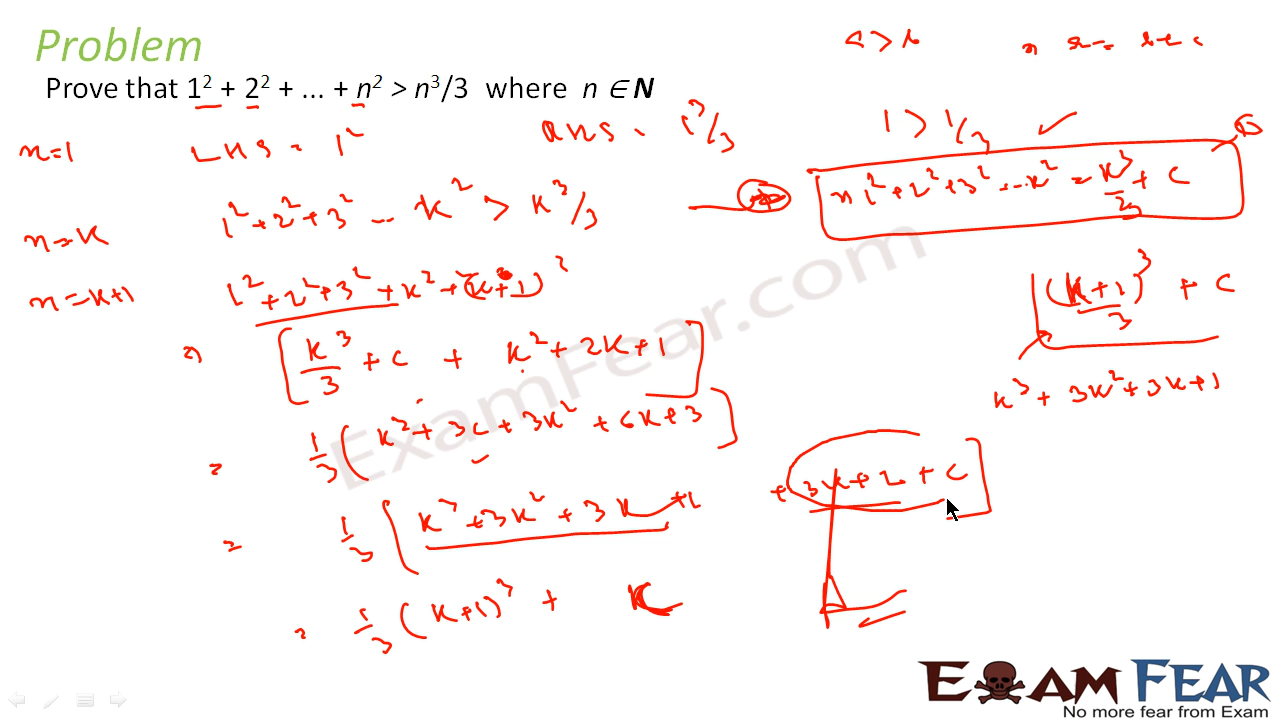 Problem
a > b
Prove that 1² + 2² + ... + n² > n³/3 where n ∈ N
n=1 LHS = 1² RHS = 1³/3 1 > 1/3 ✓
n=k 1² + 2² + 3² -- k² > k³/3
1² + 2² + 3² -- k² = k³/3 + c
n=k+1 1² + 2² + 3² + k² + (k+1)²
(k+1)³/3 + c
[k³/3 + c + k² + 2k + 1]
k³ + 3k² + 3k + 1
= 1/3 (k³ + 3c + 3k² + 6k + 3)
= 1/3 [k³ + 3k² + 3k + 1 + 3k + 2 + c]
= 1/3 (k+1)³ + K
ExamFear.com
EXAM FEAR
No more fear from Exam